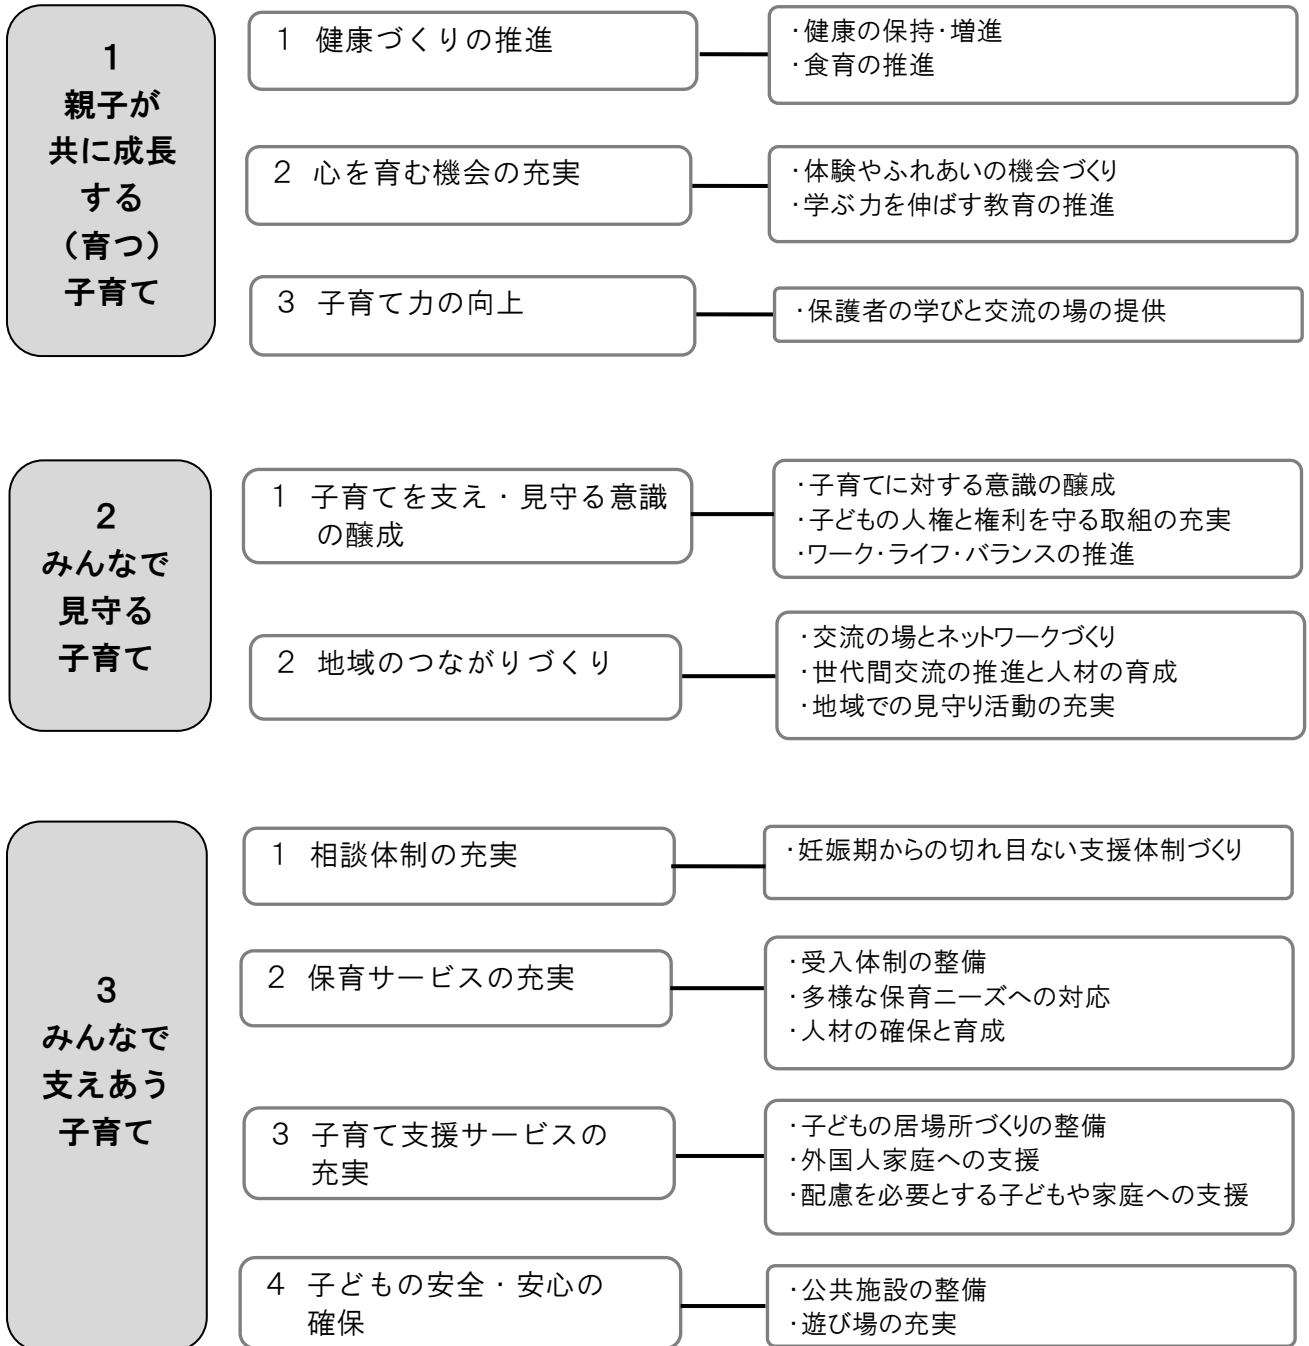 1
親子が
共に成長
する
（育つ）
子育て
1 健康づくりの推進
・健康の保持・増進
・食育の推進
2 心を育む機会の充実
・体験やふれあいの機会づくり
・学ぶ力を伸ばす教育の推進
3 子育て力の向上
・保護者の学びと交流の場の提供
2
みんなで
見守る
子育て
1 子育てを支え・見守る意識
の醸成
・子育てに対する意識の醸成
・子どもの人権と権利を守る取組の充実
・ワーク・ライフ・バランスの推進
2 地域のつながりづくり
・交流の場とネットワークづくり
・世代間交流の推進と人材の育成
・地域での見守り活動の充実
3
みんなで
支えあう
子育て
1 相談体制の充実
・妊娠期からの切れ目ない支援体制づくり
2 保育サービスの充実
・受入体制の整備
・多様な保育ニーズへの対応
・人材の確保と育成
3 子育て支援サービスの
充実
・子どもの居場所づくりの整備
・外国人家庭への支援
・配慮を必要とする子どもや家庭への支援
4 子どもの安全・安心の
確保
・公共施設の整備
・遊び場の充実